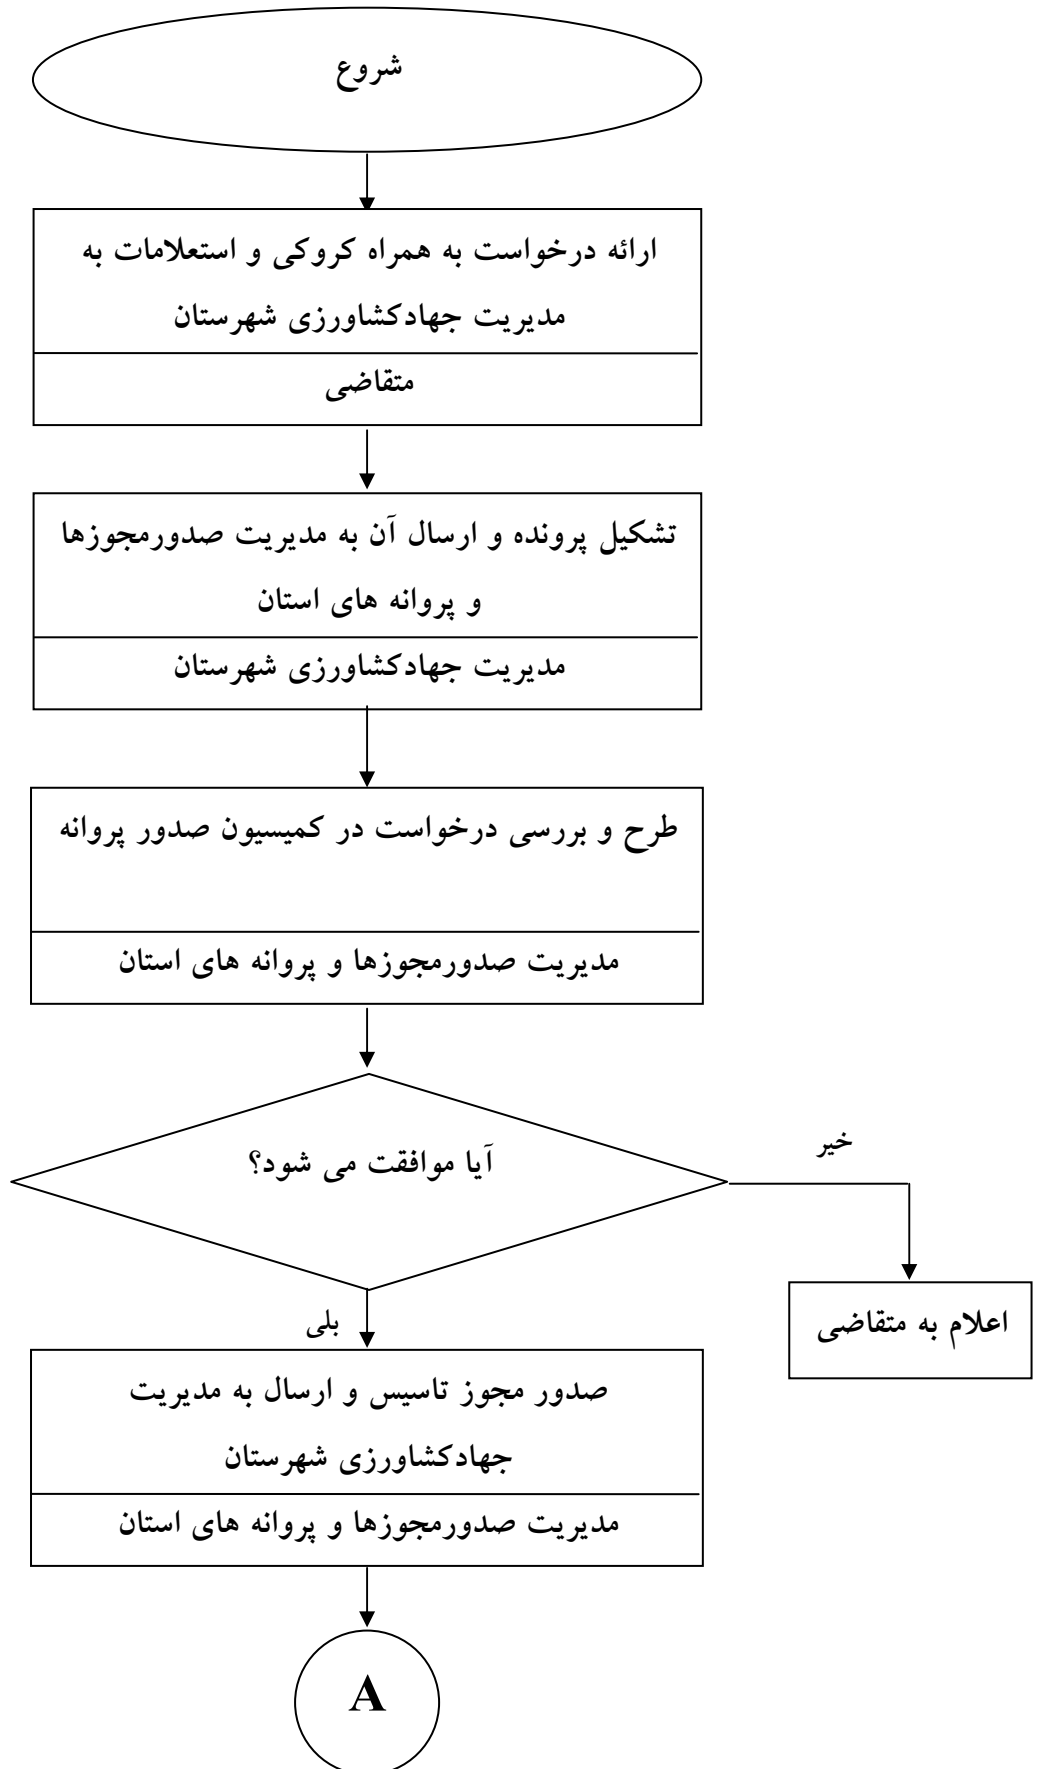 شروع
ارائه درخواست به همراه کروکی و استعلامات به
مدیریت جهادکشاورزی شهرستان
متقاضی
تشکیل پرونده و ارسال آن به مدیریت صدورمجوزها
و پروانه های استان
مدیریت جهادکشاورزی شهرستان
طرح و بررسی درخواست در کمیسیون صدور پروانه
مدیریت صدورمجوزها و پروانه های استان
آیا موافقت می شود؟
خیر
اعلام به متقاضی
بلی
صدور مجوز تاسیس و ارسال به مدیریت
جهادکشاورزی شهرستان
مدیریت صدورمجوزها و پروانه های استان
A